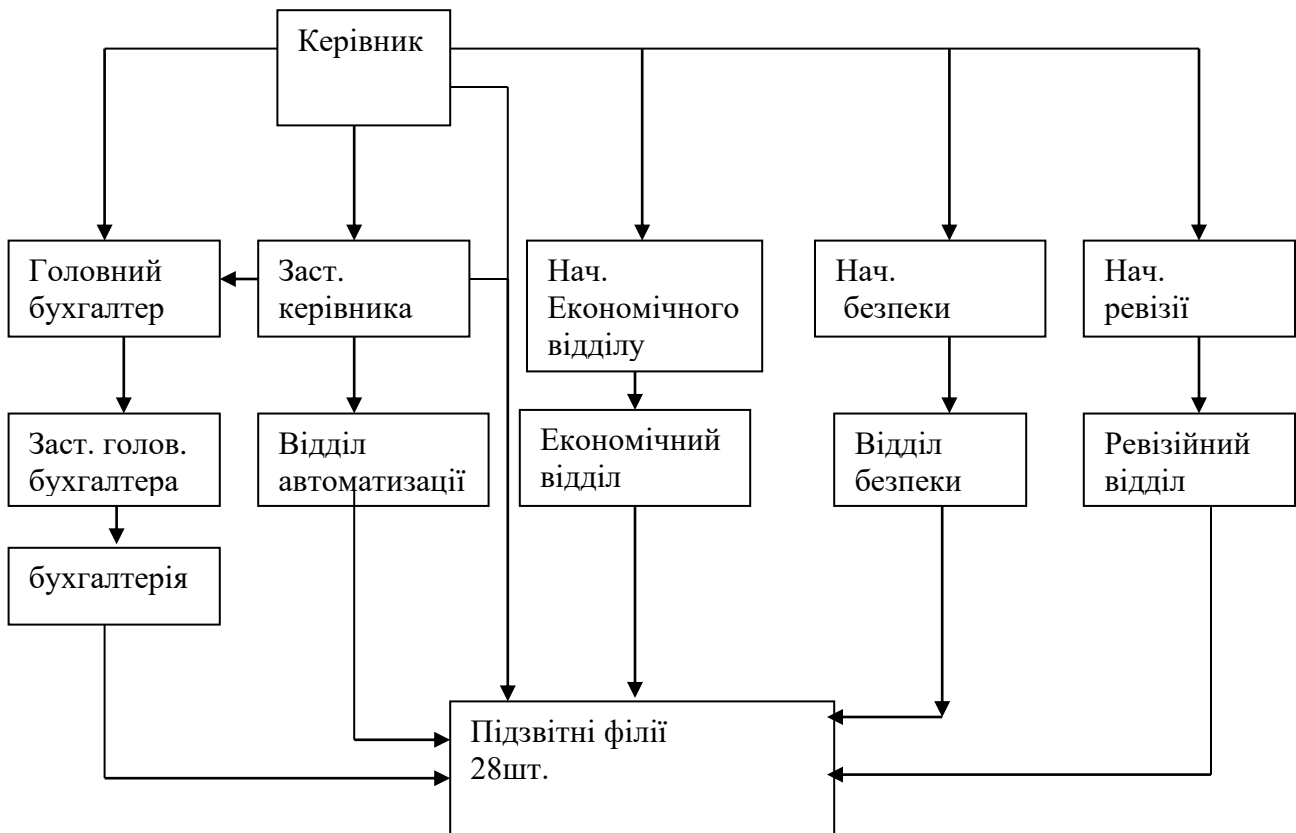 Керівник
Головний
бухгалтер
Заст.
керівника
Нач.
Економічного
відділу
Нач.
безпеки
Нач.
ревізії
Заст. голов.
бухгалтера
Відділ
автоматизації
Економічний
відділ
Відділ
безпеки
Ревізійний
відділ
бухгалтерія
Підзвітні філії
28шт.